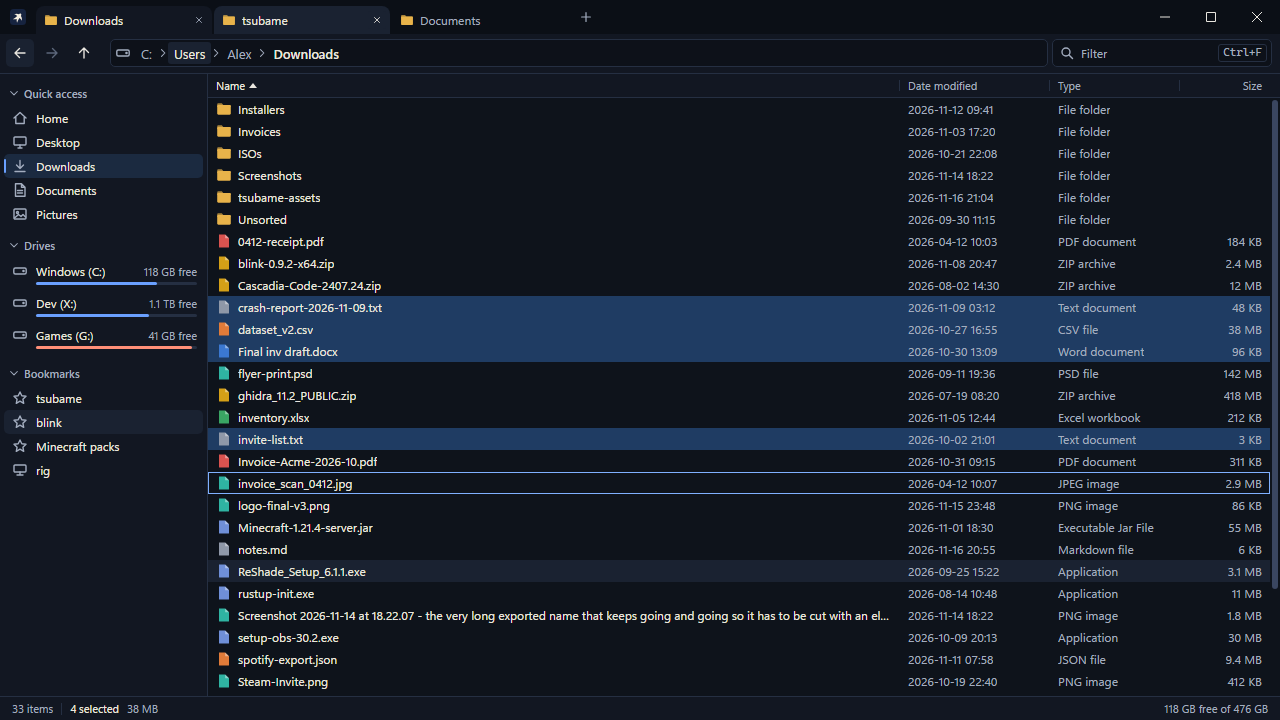 Downloads
tsubame
Documents
C: Users Alex Downloads
Filter Ctrl+F
Quick access
Home
Desktop
Downloads
Documents
Pictures
Drives
Windows (C:) 118 GB free
Dev (X:) 1.1 TB free
Games (G:) 41 GB free
Bookmarks
tsubame
blink
Minecraft packs
rig
Name Date modified Type Size
Installers 2026-11-12 09:41 File folder
Invoices 2026-11-03 17:20 File folder
ISOs 2026-10-21 22:08 File folder
Screenshots 2026-11-14 18:22 File folder
tsubame-assets 2026-11-16 21:04 File folder
Unsorted 2026-09-30 11:15 File folder
0412-receipt.pdf 2026-04-12 10:03 PDF document 184 KB
blink-0.9.2-x64.zip 2026-11-08 20:47 ZIP archive 2.4 MB
Cascadia-Code-2407.24.zip 2026-08-02 14:30 ZIP archive 12 MB
crash-report-2026-11-09.txt 2026-11-09 03:12 Text document 48 KB
dataset_v2.csv 2026-10-27 16:55 CSV file 38 MB
Final inv draft.docx 2026-10-30 13:09 Word document 96 KB
flyer-print.psd 2026-09-11 19:36 PSD file 142 MB
ghidra_11.2_PUBLIC.zip 2026-07-19 08:20 ZIP archive 418 MB
inventory.xlsx 2026-11-05 12:44 Excel workbook 212 KB
invite-list.txt 2026-10-02 21:01 Text document 3 KB
Invoice-Acme-2026-10.pdf 2026-10-31 09:15 PDF document 311 KB
invoice_scan_0412.jpg 2026-04-12 10:07 JPEG image 2.9 MB
logo-final-v3.png 2026-11-15 23:48 PNG image 86 KB
Minecraft-1.21.4-server.jar 2026-11-01 18:30 Executable Jar File 55 MB
notes.md 2026-11-16 20:55 Markdown file 6 KB
ReShade_Setup_6.1.1.exe 2026-09-25 15:22 Application 3.1 MB
rustup-init.exe 2026-08-14 10:48 Application 11 MB
Screenshot 2026-11-14 at 18.22.07 - the very long exported name that keeps going and going so it has to be cut with an el... 2026-11-14 18:22 PNG image 1.8 MB
setup-obs-30.2.exe 2026-10-09 20:13 Application 30 MB
spotify-export.json 2026-11-11 07:58 JSON file 9.4 MB
Steam-Invite.png 2026-10-19 22:40 PNG image 412 KB
33 items 4 selected 38 MB 118 GB free of 476 GB